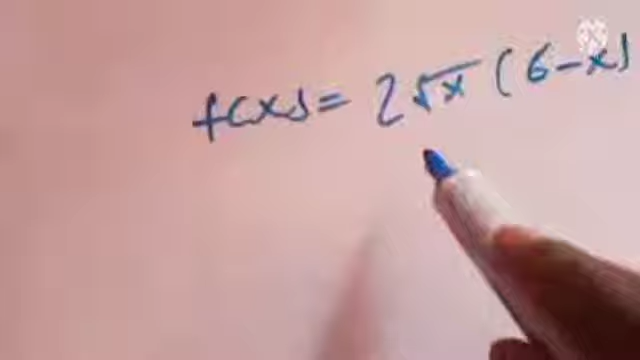 f(x) = 2√x (6-x)